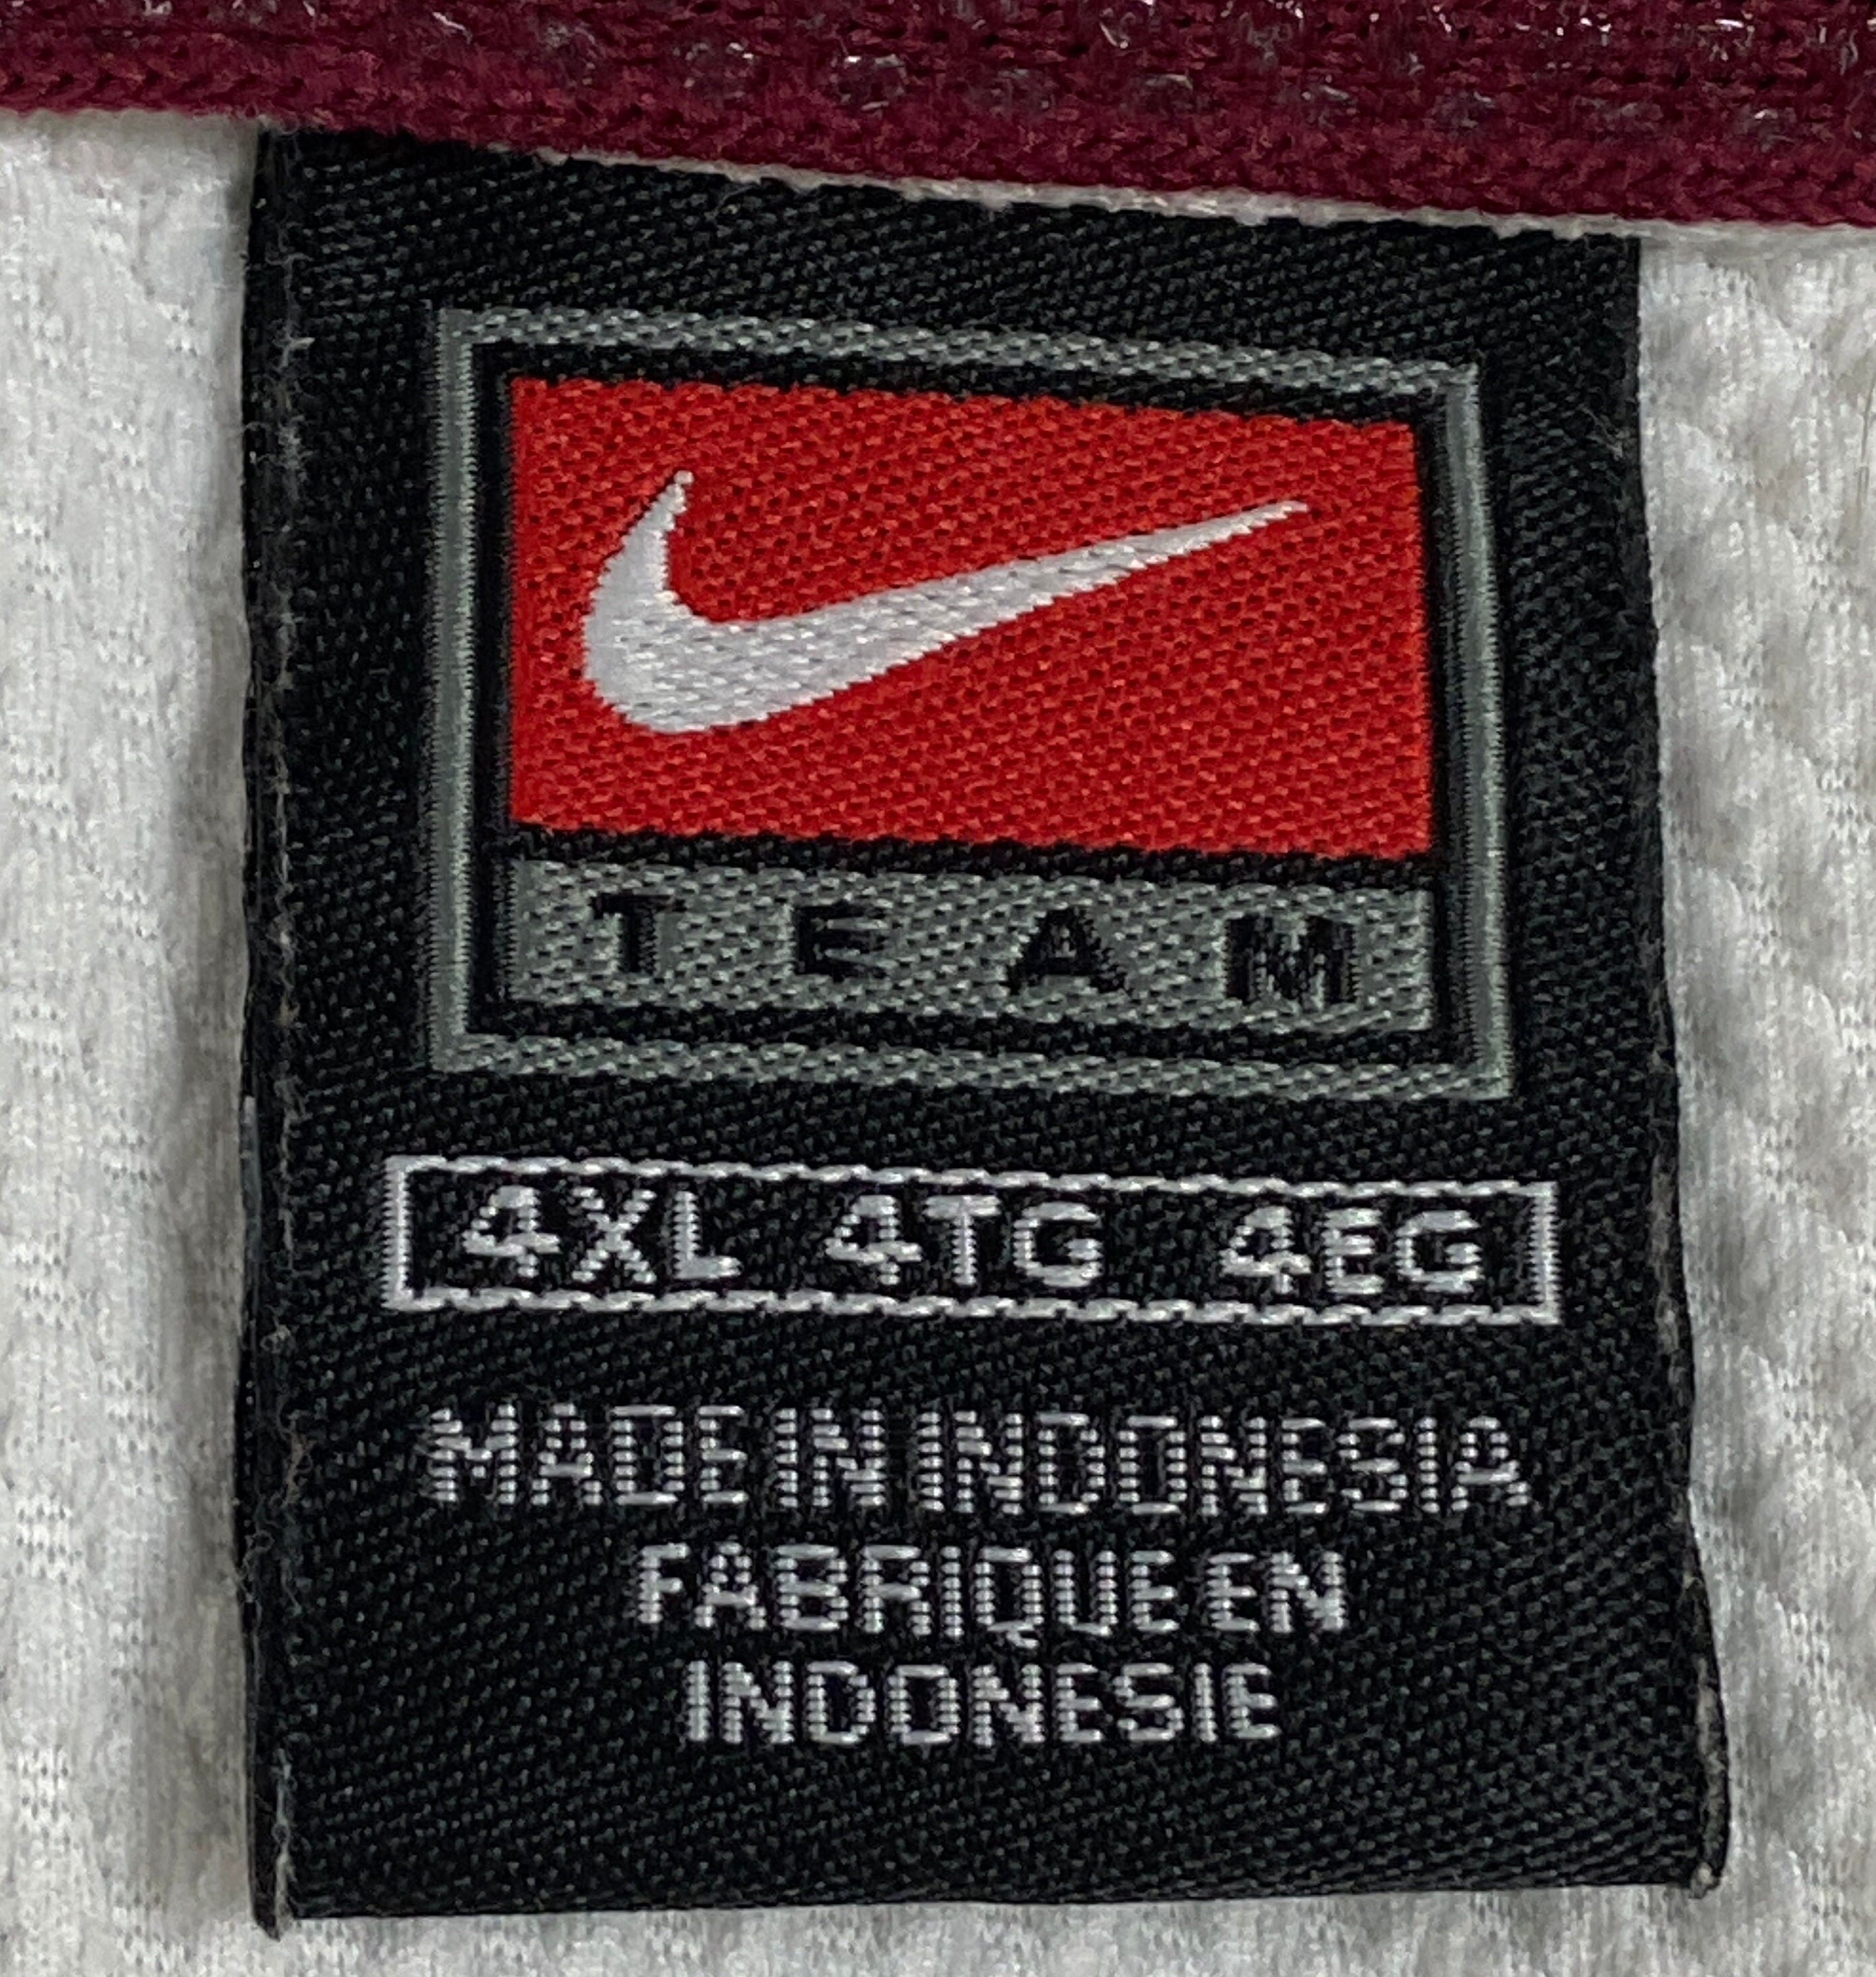 TEAM
4XL 4TG 4EG
MADE IN INDONESIA
FABRIQUE EN
INDONESIE